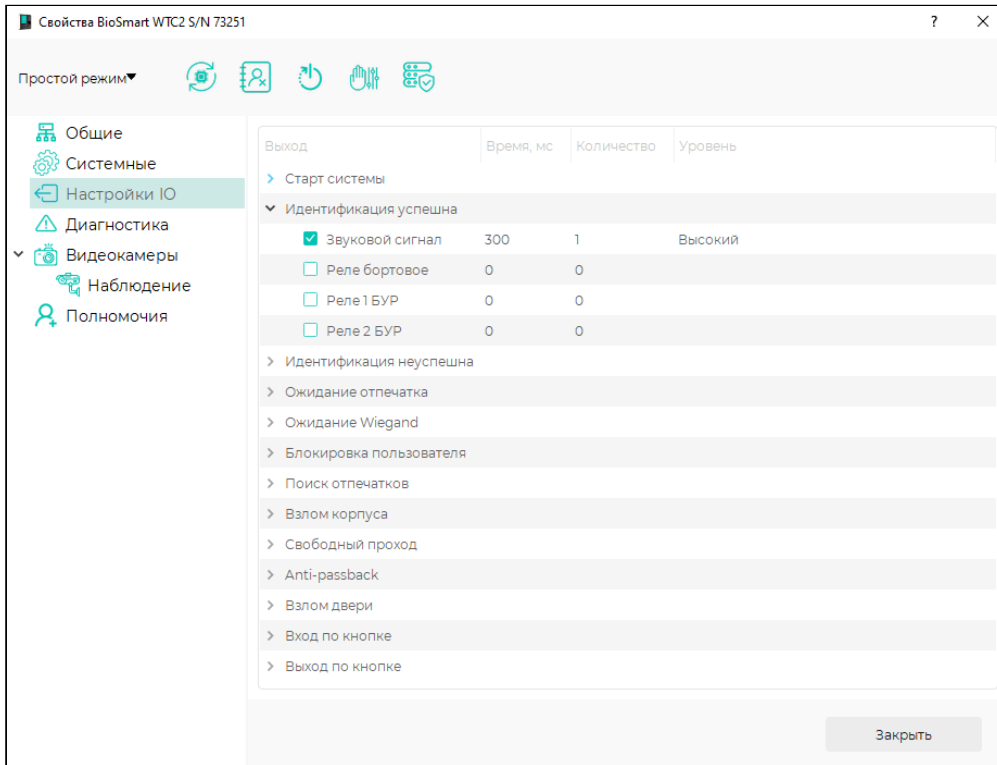 Свойства BioSmart WTC2 S/N 73251 ?
Простой режим
Общие
Системные
Настройки IO
Диагностика
Видеокамеры
Наблюдение
Полномочия
Выход Время, мс Количество Уровень
Старт системы
Идентификация успешна
Звуковой сигнал 300 1 Высокий
Реле бортовое 0 0
Реле 1 БУР 0 0
Реле 2 БУР 0 0
Идентификация неуспешна
Ожидание отпечатка
Ожидание Wiegand
Блокировка пользователя
Поиск отпечатков
Взлом корпуса
Свободный проход
Anti-passback
Взлом двери
Вход по кнопке
Выход по кнопке
Закрыть